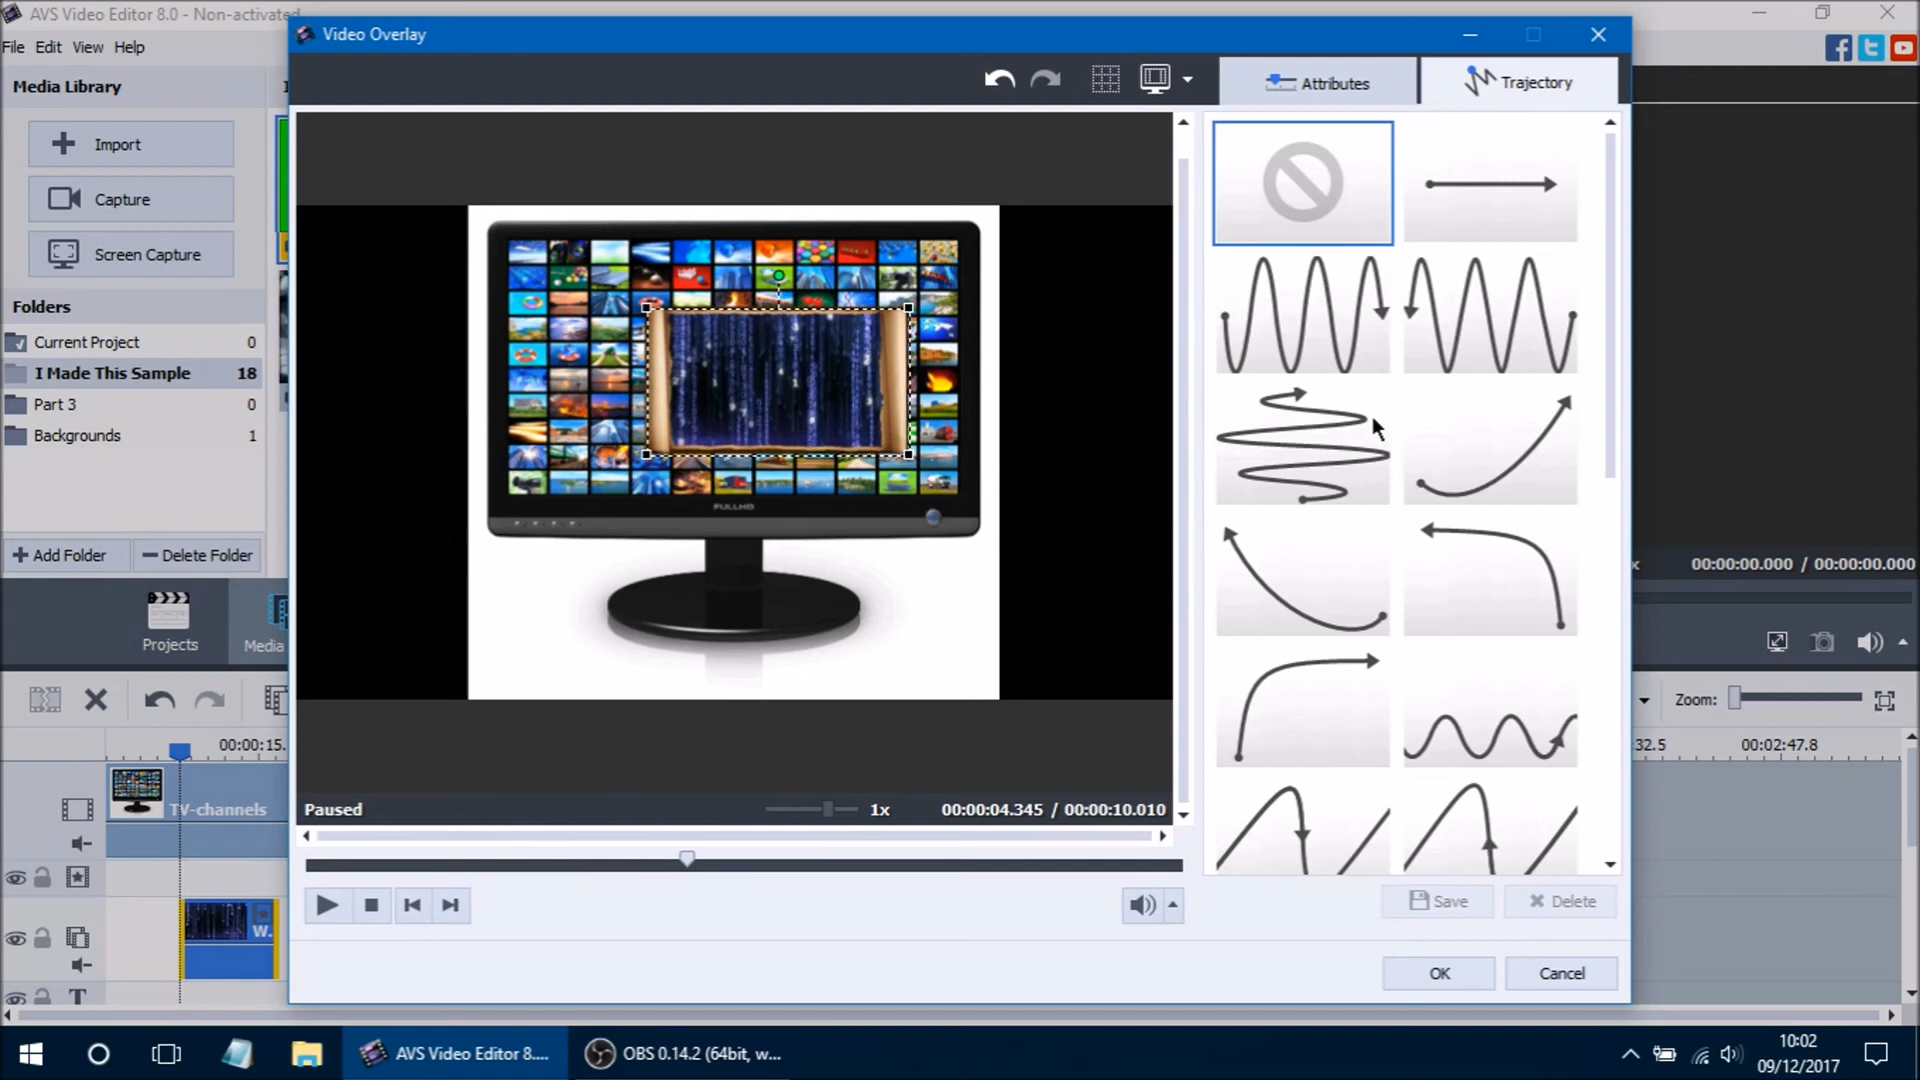 AVS Video Editor 8.0 - Non-activated
Video Overlay
File Edit View Help
Media Library
Attributes
Trajectory
Import
Capture
Screen Capture
Folders
Current Project 0
I Made This Sample 18
Part 3 0
Backgrounds 1
Add Folder
Delete Folder
FULLHD
00:00:00.000 / 00:00:00.000
Projects
Media
Zoom:
00:00:15.
32.5
00:02:47.8
TV-channels
Paused
1x
00:00:04.345 / 00:00:10.010
W.
T
Save
Delete
OK
Cancel
AVS Video Editor 8....
OBS 0.14.2 (64bit, w...
10:02
09/12/2017